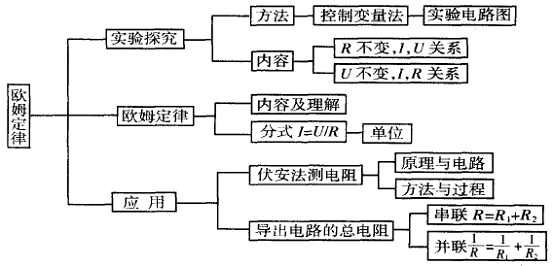 欧姆定律
实验探究
方法
控制变量法
实验电路图
内容
R 不变,I,U 关系
U 不变,I,R 关系
欧姆定律
内容及理解
分式 I=U/R
单位
应 用
伏安法测电阻
原理与电路
方法与过程
导出电路的总电阻
串联 R=R₁+R₂
并联 1/R=1/R₁+1/R₂